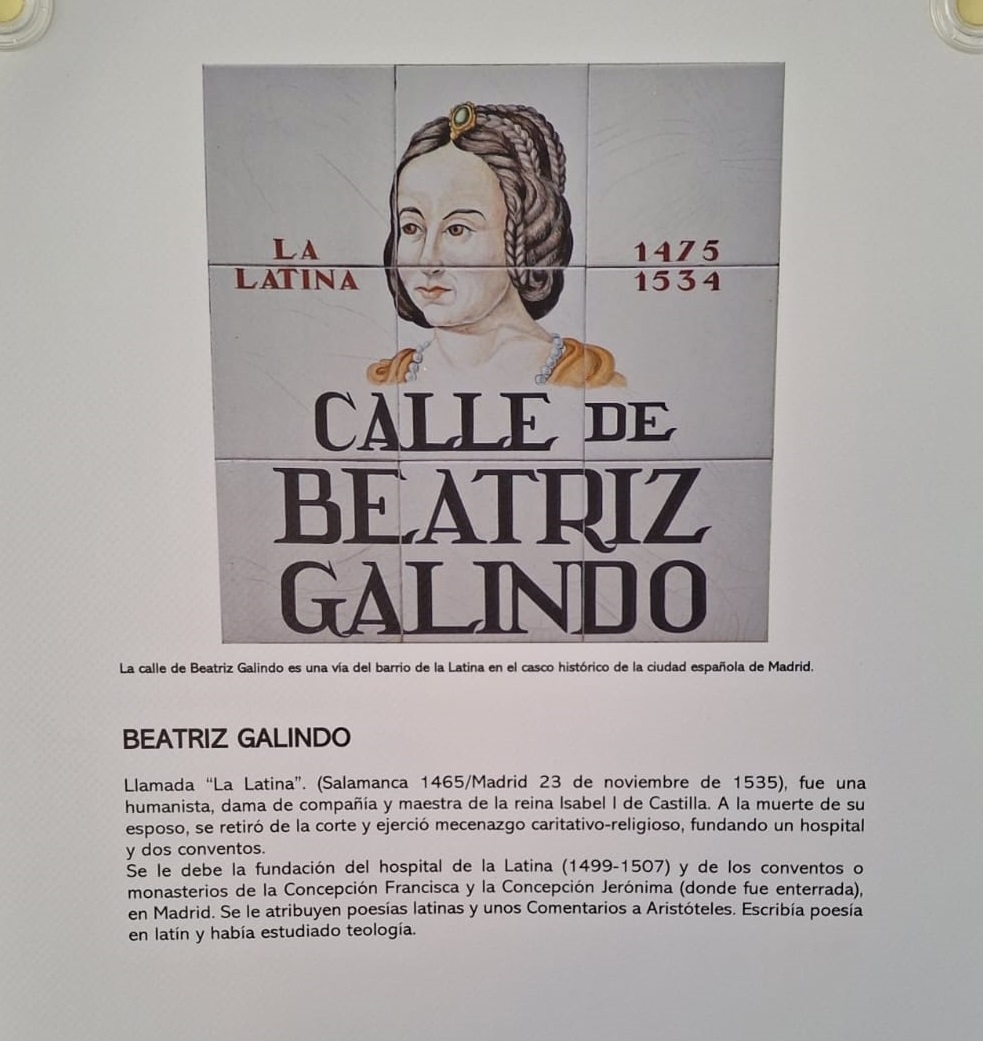 LA
LATINA
1475
1534
CALLE DE
BEATRIZ
GALINDO
La calle de Beatriz Galindo es una vía del barrio de la Latina en el casco histórico de la ciudad española de Madrid.
BEATRIZ GALINDO
Llamada “La Latina”. (Salamanca 1465/Madrid 23 de noviembre de 1535), fue una
humanista, dama de compañía y maestra de la reina Isabel I de Castilla. A la muerte de su
esposo, se retiró de la corte y ejerció mecenazgo caritativo-religioso, fundando un hospital
y dos conventos.
Se le debe la fundación del hospital de la Latina (1499-1507) y de los conventos o
monasterios de la Concepción Francisca y la Concepción Jerónima (donde fue enterrada),
en Madrid. Se le atribuyen poesías latinas y unos Comentarios a Aristóteles. Escribía poesía
en latín y había estudiado teología.